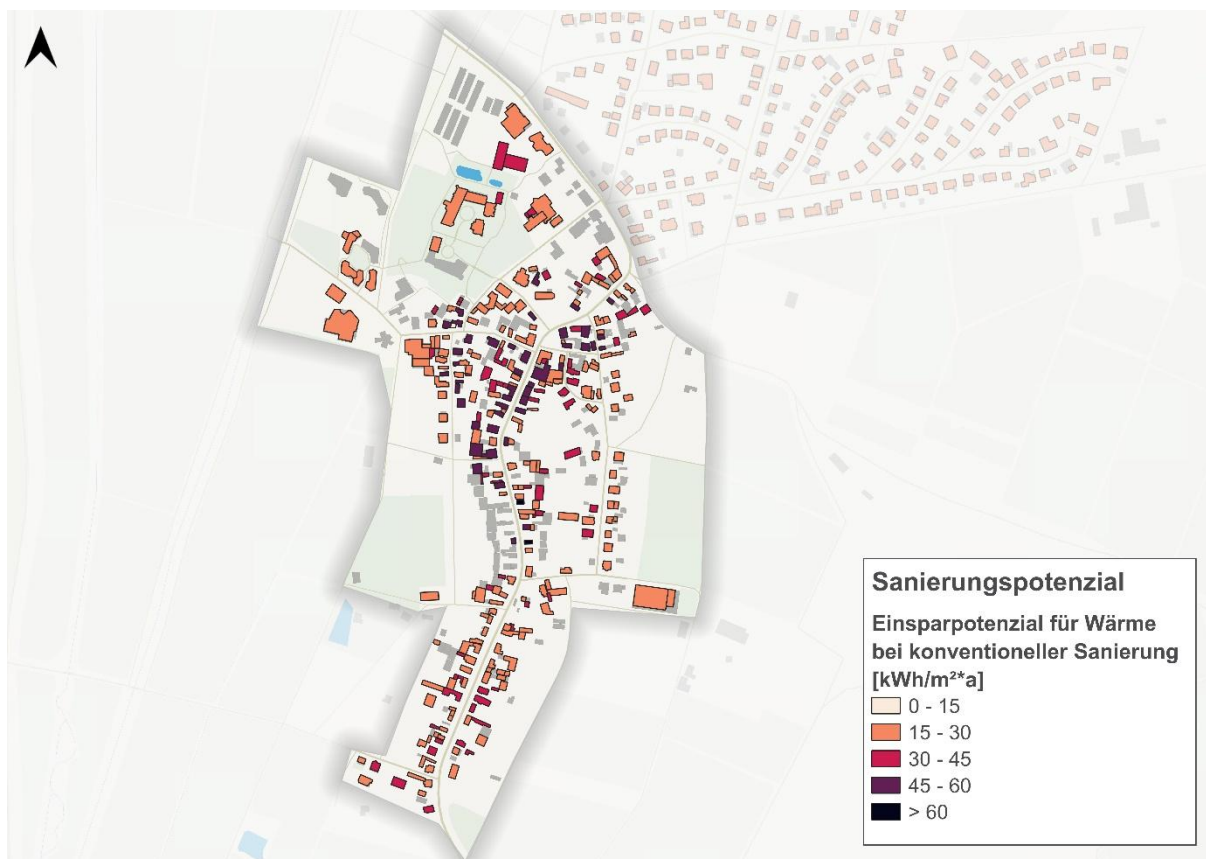 Sanierungspotenzial
Einsparpotenzial für Wärme
bei konventioneller Sanierung
[kWh/m²*a]
0 - 15
15 - 30
30 - 45
45 - 60
> 60